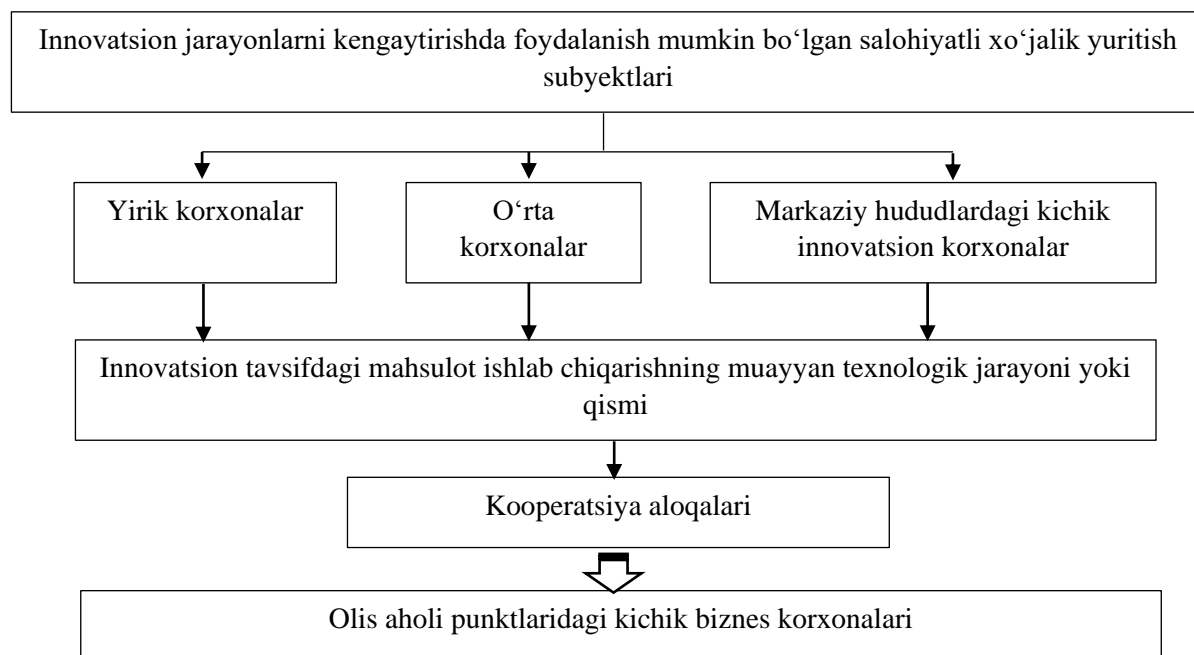 Innovatsion jarayonlarni kengaytirishda foydalanish mumkin bo‘lgan salohiyatli xo‘jalik yuritish
subyektlari
Yirik korxonalar
O‘rta
korxonalar
Markaziy hududlardagi kichik
innovatsion korxonalar
Innovatsion tavsifdagi mahsulot ishlab chiqarishning muayyan texnologik jarayoni yoki
qismi
Kooperatsiya aloqalari
Olis aholi punktlaridagi kichik biznes korxonalari